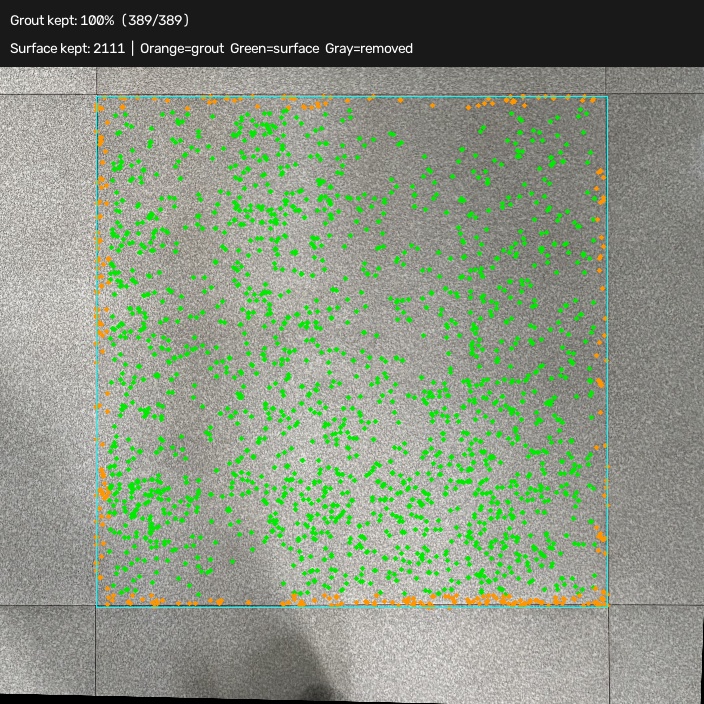 Grout kept: 100% (389/389)
Surface kept: 2111 | Orange=grout Green=surface Gray=removed